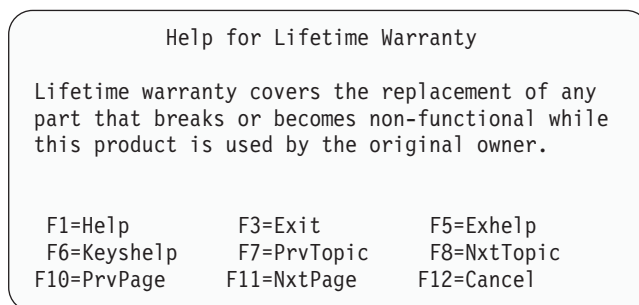 Help for Lifetime Warranty
Lifetime warranty covers the replacement of any
part that breaks or becomes non-functional while
this product is used by the original owner.
F1=Help F3=Exit F5=Exhelp
F6=Keyshelp F7=PrvTopic F8=NxtTopic
F10=PrvPage F11=NxtPage F12=Cancel